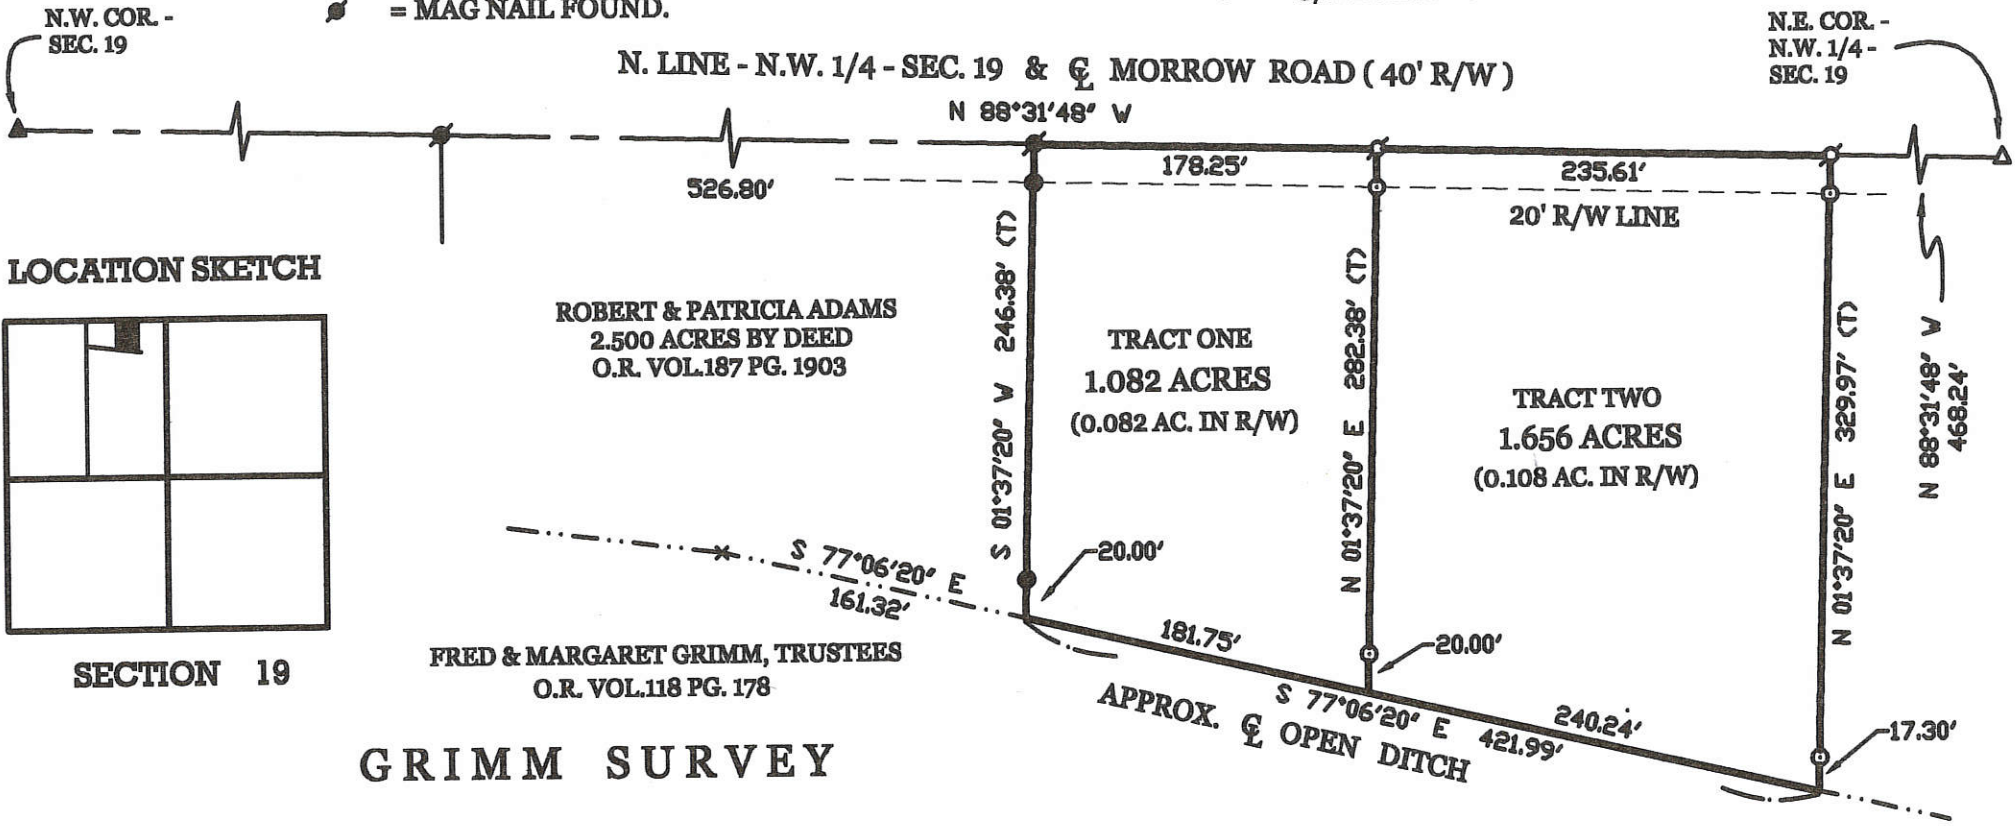 N.W. COR. -
SEC. 19
= MAG NAIL FOUND.
N.E. COR. -
N.W. 1/4 -
SEC. 19
N. LINE - N.W. 1/4 - SEC. 19 & ℄ MORROW ROAD ( 40' R/W )
N 88°31'48" W
526.80'
178.25'
235.61'
20' R/W LINE
LOCATION SKETCH
SECTION 19
ROBERT & PATRICIA ADAMS
2.500 ACRES BY DEED
O.R. VOL.187 PG. 1903
S 01°37'20" W 246.38' (T)
TRACT ONE
1.082 ACRES
(0.082 AC. IN R/W)
N 01°37'20" E 282.38' (T)
TRACT TWO
1.656 ACRES
(0.108 AC. IN R/W)
N 01°37'20" E 329.97' (T)
N 88°31'48" W
468.24'
S 77°06'20" E
161.32'
20.00'
181.75'
20.00'
S 77°06'20" E 421.99'
240.24'
17.30'
APPROX. ℄ OPEN DITCH
FRED & MARGARET GRIMM, TRUSTEES
O.R. VOL.118 PG. 178
GRIMM SURVEY